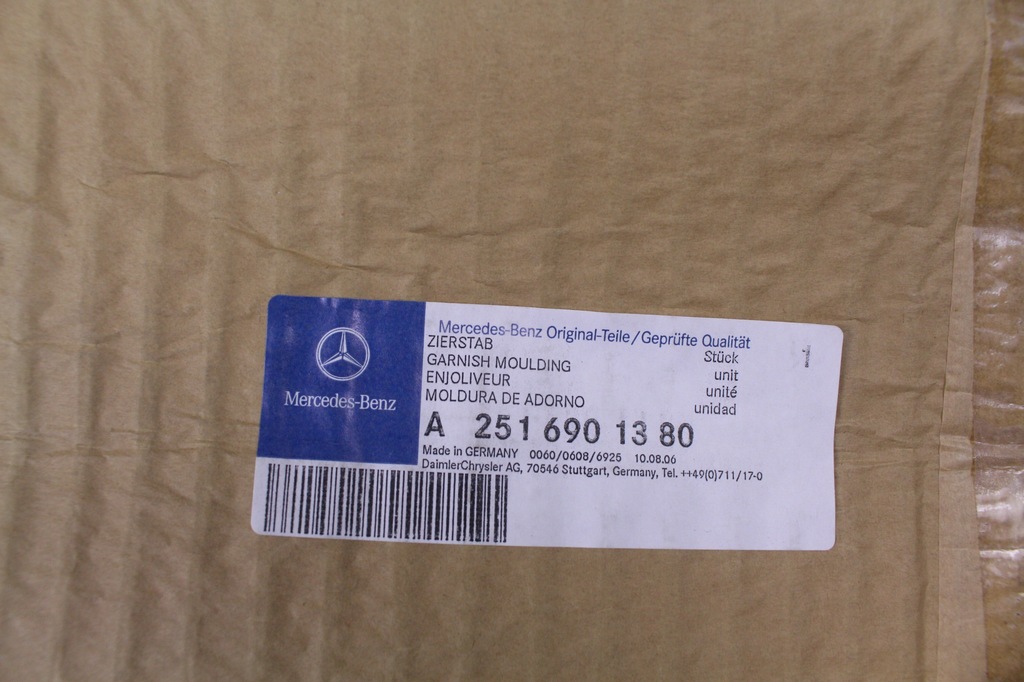 Mercedes-Benz
Mercedes-Benz Original-Teile/Geprüfte Qualität
ZIERSTAB Stück
GARNISH MOULDING unit
ENJOLIVEUR unité
MOLDURA DE ADORNO unidad
A 251 690 13 80
Made in GERMANY 0060/0608/6925 10.08.06
DaimlerChrysler AG, 70546 Stuttgart, Germany, Tel. ++49(0)711/17-0